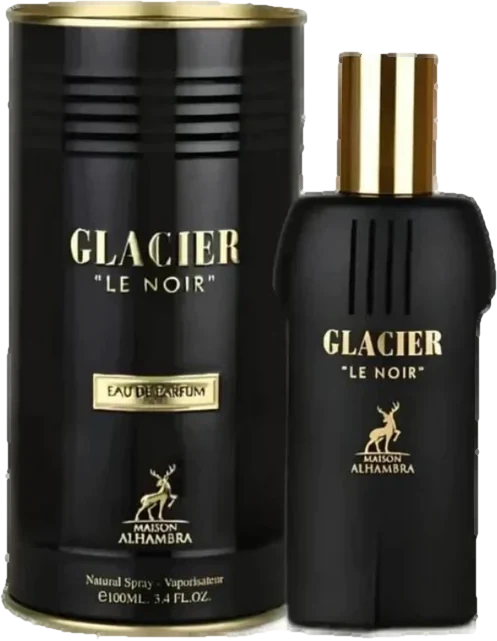 GLACIER
"LE NOIR"
EAU DE PARFUM
MAISON
ALHAMBRA
Natural Spray - Vaporisateur
℮100ML. 3.4 FL.OZ.
GLACIER
"LE NOIR"
MAISON
ALHAMBRA